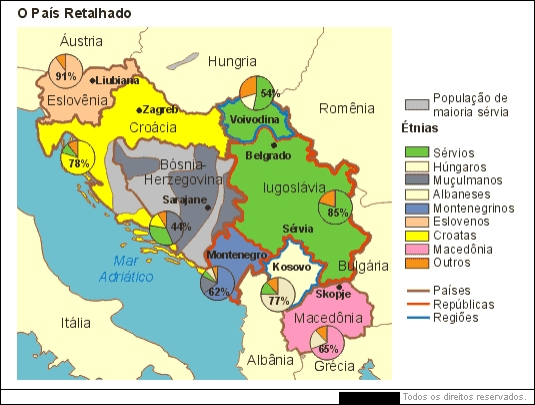 O País Retalhado
Áustria
Hungria
91%
Liubiana
Eslovênia
54%
Zagreb
Voivodina
Romênia
Croácia
Belgrado
78%
Bósnia-
Herzegovina
Iugoslávia
Sarajane
85%
44%
Sérvia
Mar
Adriático
Montenegro
Kosovo
Bulgária
62%
77%
Skopje
Macedônia
Itália
65%
Albânia
Grécia
População de
maioria sérvia
Étnias
Sérvios
Húngaros
Muçulmanos
Albaneses
Montenegrinos
Eslovenos
Croatas
Macedônia
Outros
Países
Repúblicas
Regiões
Todos os direitos reservados.